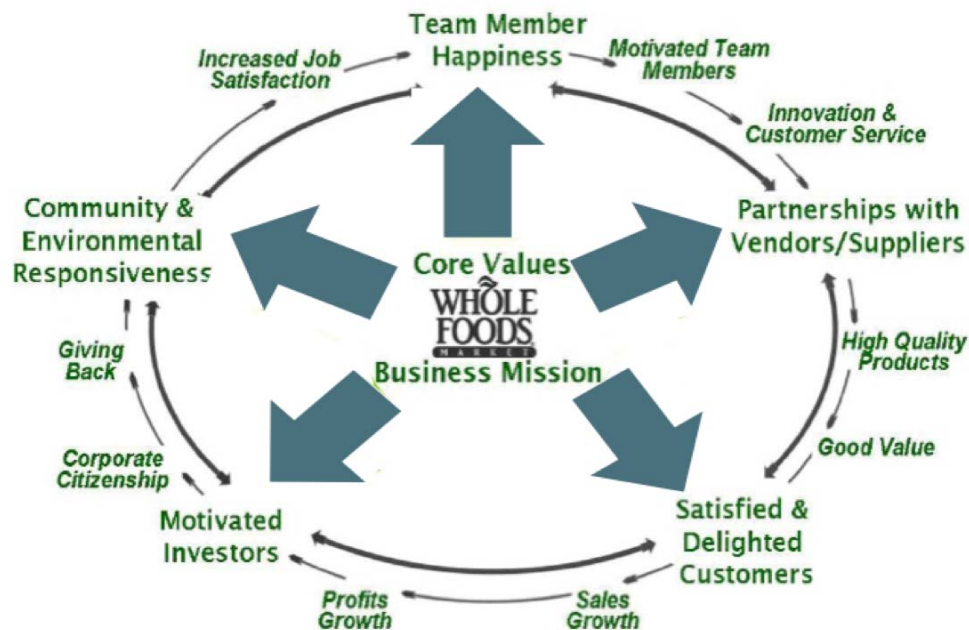 Team Member
Happiness
Increased Job
Satisfaction
Motivated Team
Members
Innovation &
Customer Service
Community &
Environmental
Responsiveness
Partnerships with
Vendors/Suppliers
Core Values
WHOLE
FOODS
MARKET
Business Mission
Giving
Back
High Quality
Products
Corporate
Citizenship
Good Value
Motivated
Investors
Satisfied &
Delighted
Customers
Profits
Growth
Sales
Growth